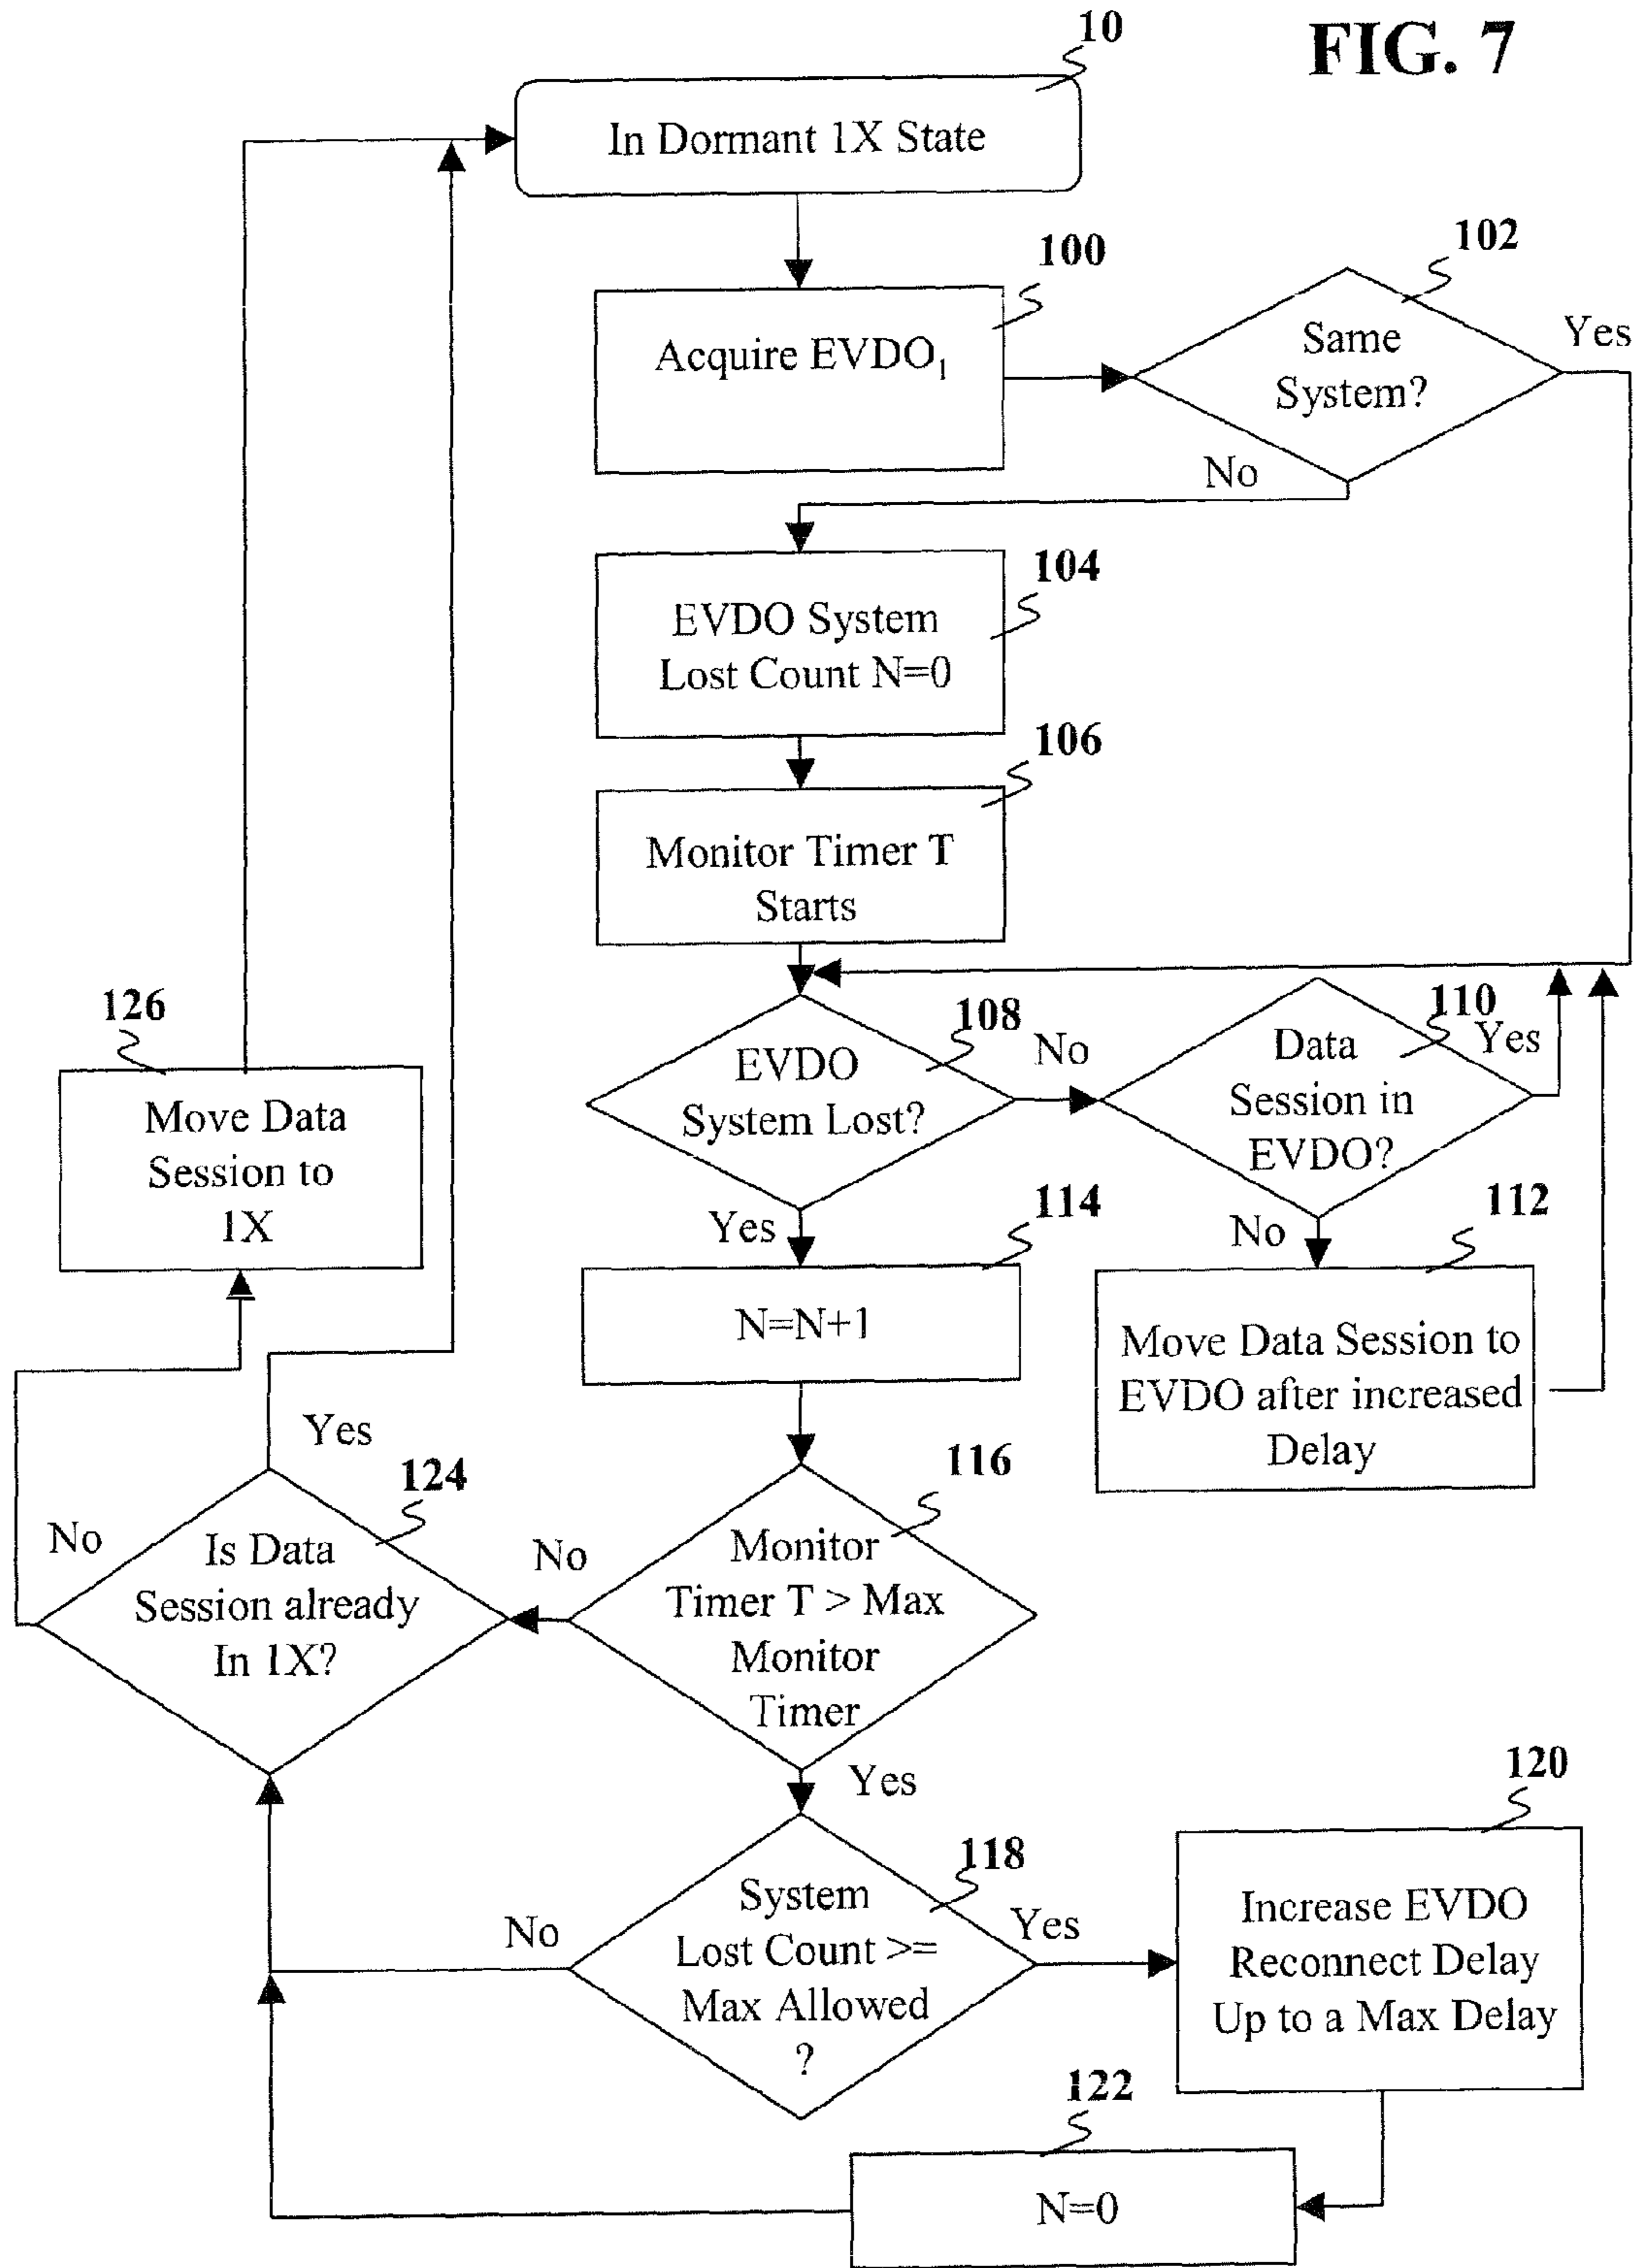 FIG. 7
10
In Dormant 1X State
100
Acquire EVDO₁
102
Same
System?
Yes
No
104
EVDO System
Lost Count N=0
106
Monitor Timer T
Starts
108
EVDO
System Lost?
No
110
Data
Session in
EVDO?
Yes
No
112
Move Data Session to
EVDO after increased
Delay
Yes
114
N=N+1
116
Monitor
Timer T > Max
Monitor
Timer
No
Yes
118
System
Lost Count >=
Max Allowed
?
No
Yes
120
Increase EVDO
Reconnect Delay
Up to a Max Delay
122
N=0
124
Is Data
Session already
In 1X?
Yes
No
126
Move Data
Session to
1X